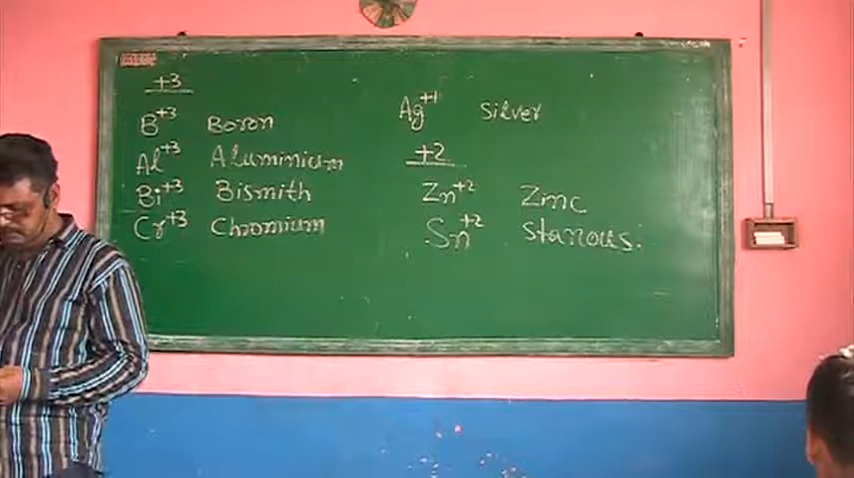 +3
B+3 Boron
Al+3 Aluminium
Bi+3 Bismith
Cr+3 Chromium
Ag+1 Silver
+2
Zn+2 Zinc
Sn+2 Stanous.